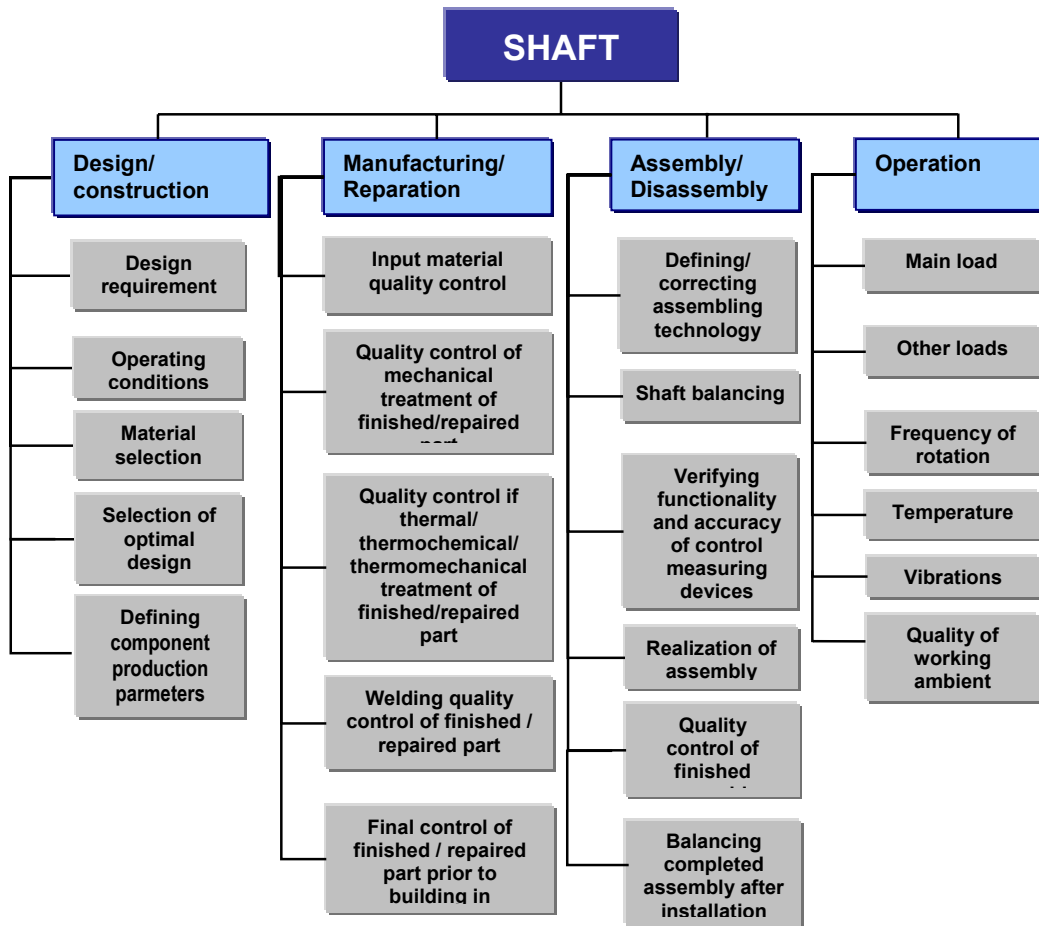 SHAFT
Design/
construction
Design
requirement
Operating
conditions
Material
selection
Selection of
optimal
design
Defining
component
production
parmeters
Manufacturing/
Reparation
Input material
quality control
Quality control of
mechanical
treatment of
finished/repaired
Quality control if
thermal/
thermochemical/
thermomechanical
treatment of
finished/repaired
part
Welding quality
control of finished /
repaired part
Final control of
finished / repaired
part prior to
building in
Assembly/
Disassembly
Defining/
correcting
assembling
technology
Shaft balancing
Verifying
functionality
and accuracy
of control
measuring
devices
Realization of
assembly
Quality
control of
finished
Balancing
completed
assembly after
installation
Operation
Main load
Other loads
Frequency of
rotation
Temperature
Vibrations
Quality of
working
ambient